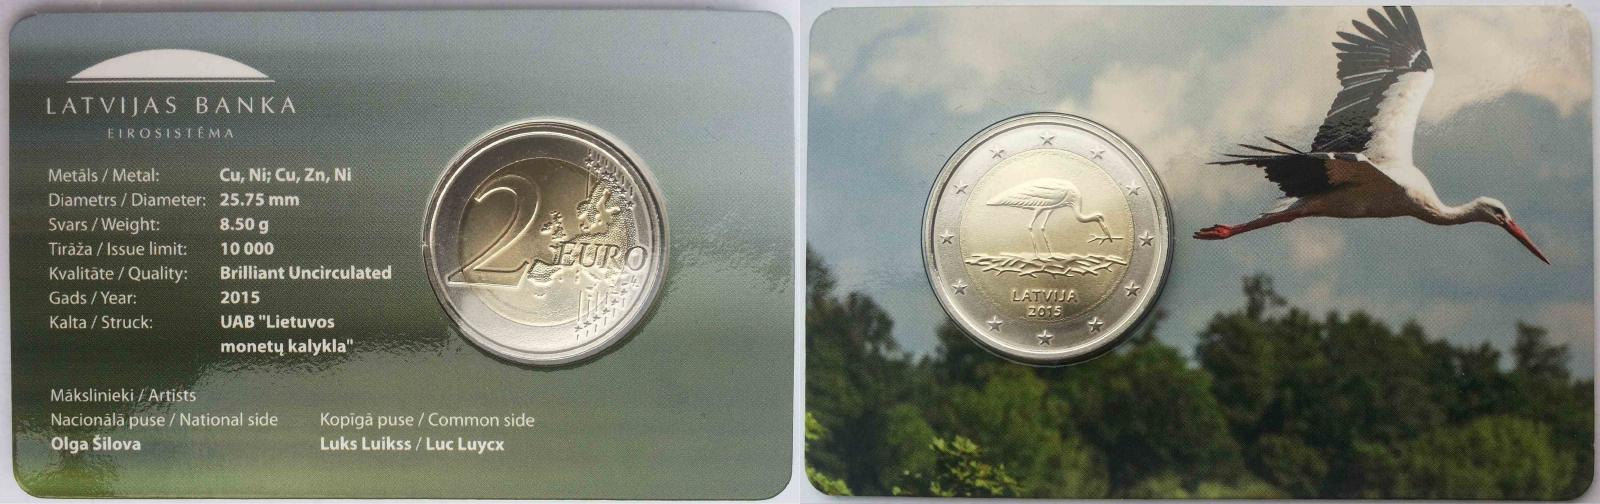 LATVIJAS BANKA
EIROSISTĒMA
Metāls / Metal: Cu, Ni; Cu, Zn, Ni
Diametrs / Diameter: 25.75 mm
Svars / Weight: 8.50 g
Tirāža / Issue limit: 10 000
Kvalitāte / Quality: Brilliant Uncirculated
Gads / Year: 2015
Kalta / Struck: UAB "Lietuvos
monetų kalykla"
Mākslinieki / Artists
Nacionālā puse / National side Kopīgā puse / Common side
Olga Šilova Luks Luikss / Luc Luycx
2 EURO
LATVIJA
2015